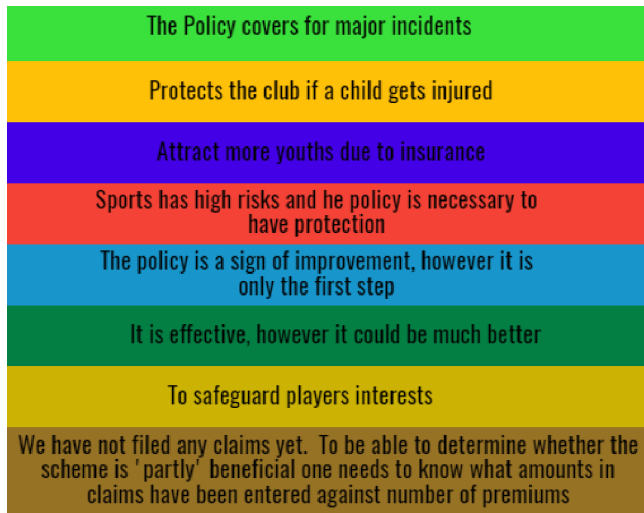 The Policy covers for major incidents
Protects the club if a child gets injured
Attract more youths due to insurance
Sports has high risks and he policy is necessary to
have protection
The policy is a sign of improvement, however it is
only the first step
It is effective, however it could be much better
To safeguard players interests
We have not filed any claims yet. To be able to determine whether the
scheme is 'partly' beneficial one needs to know what amounts in
claims have been entered against number of premiums